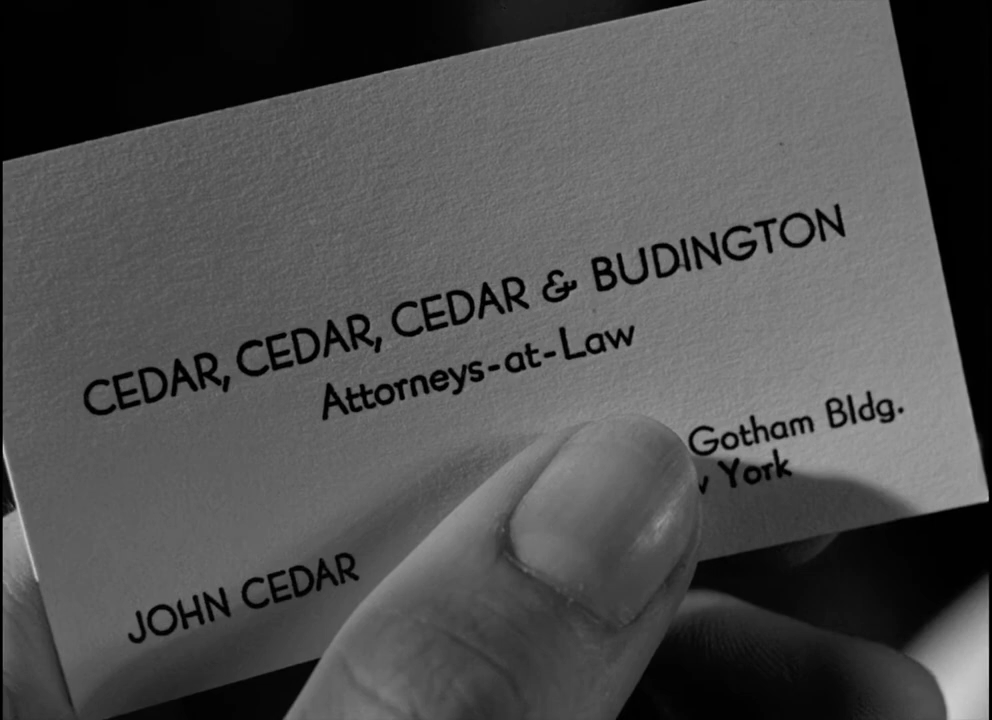 CEDAR, CEDAR, CEDAR & BUDINGTON
Attorneys-at-Law
Gotham Bldg.
York
JOHN CEDAR